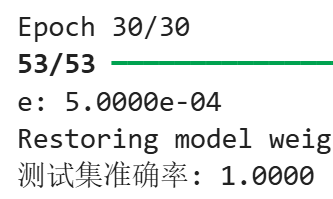 Epoch 30/30
53/53
e: 5.0000e-04
Restoring model weig
测试集准确率: 1.0000